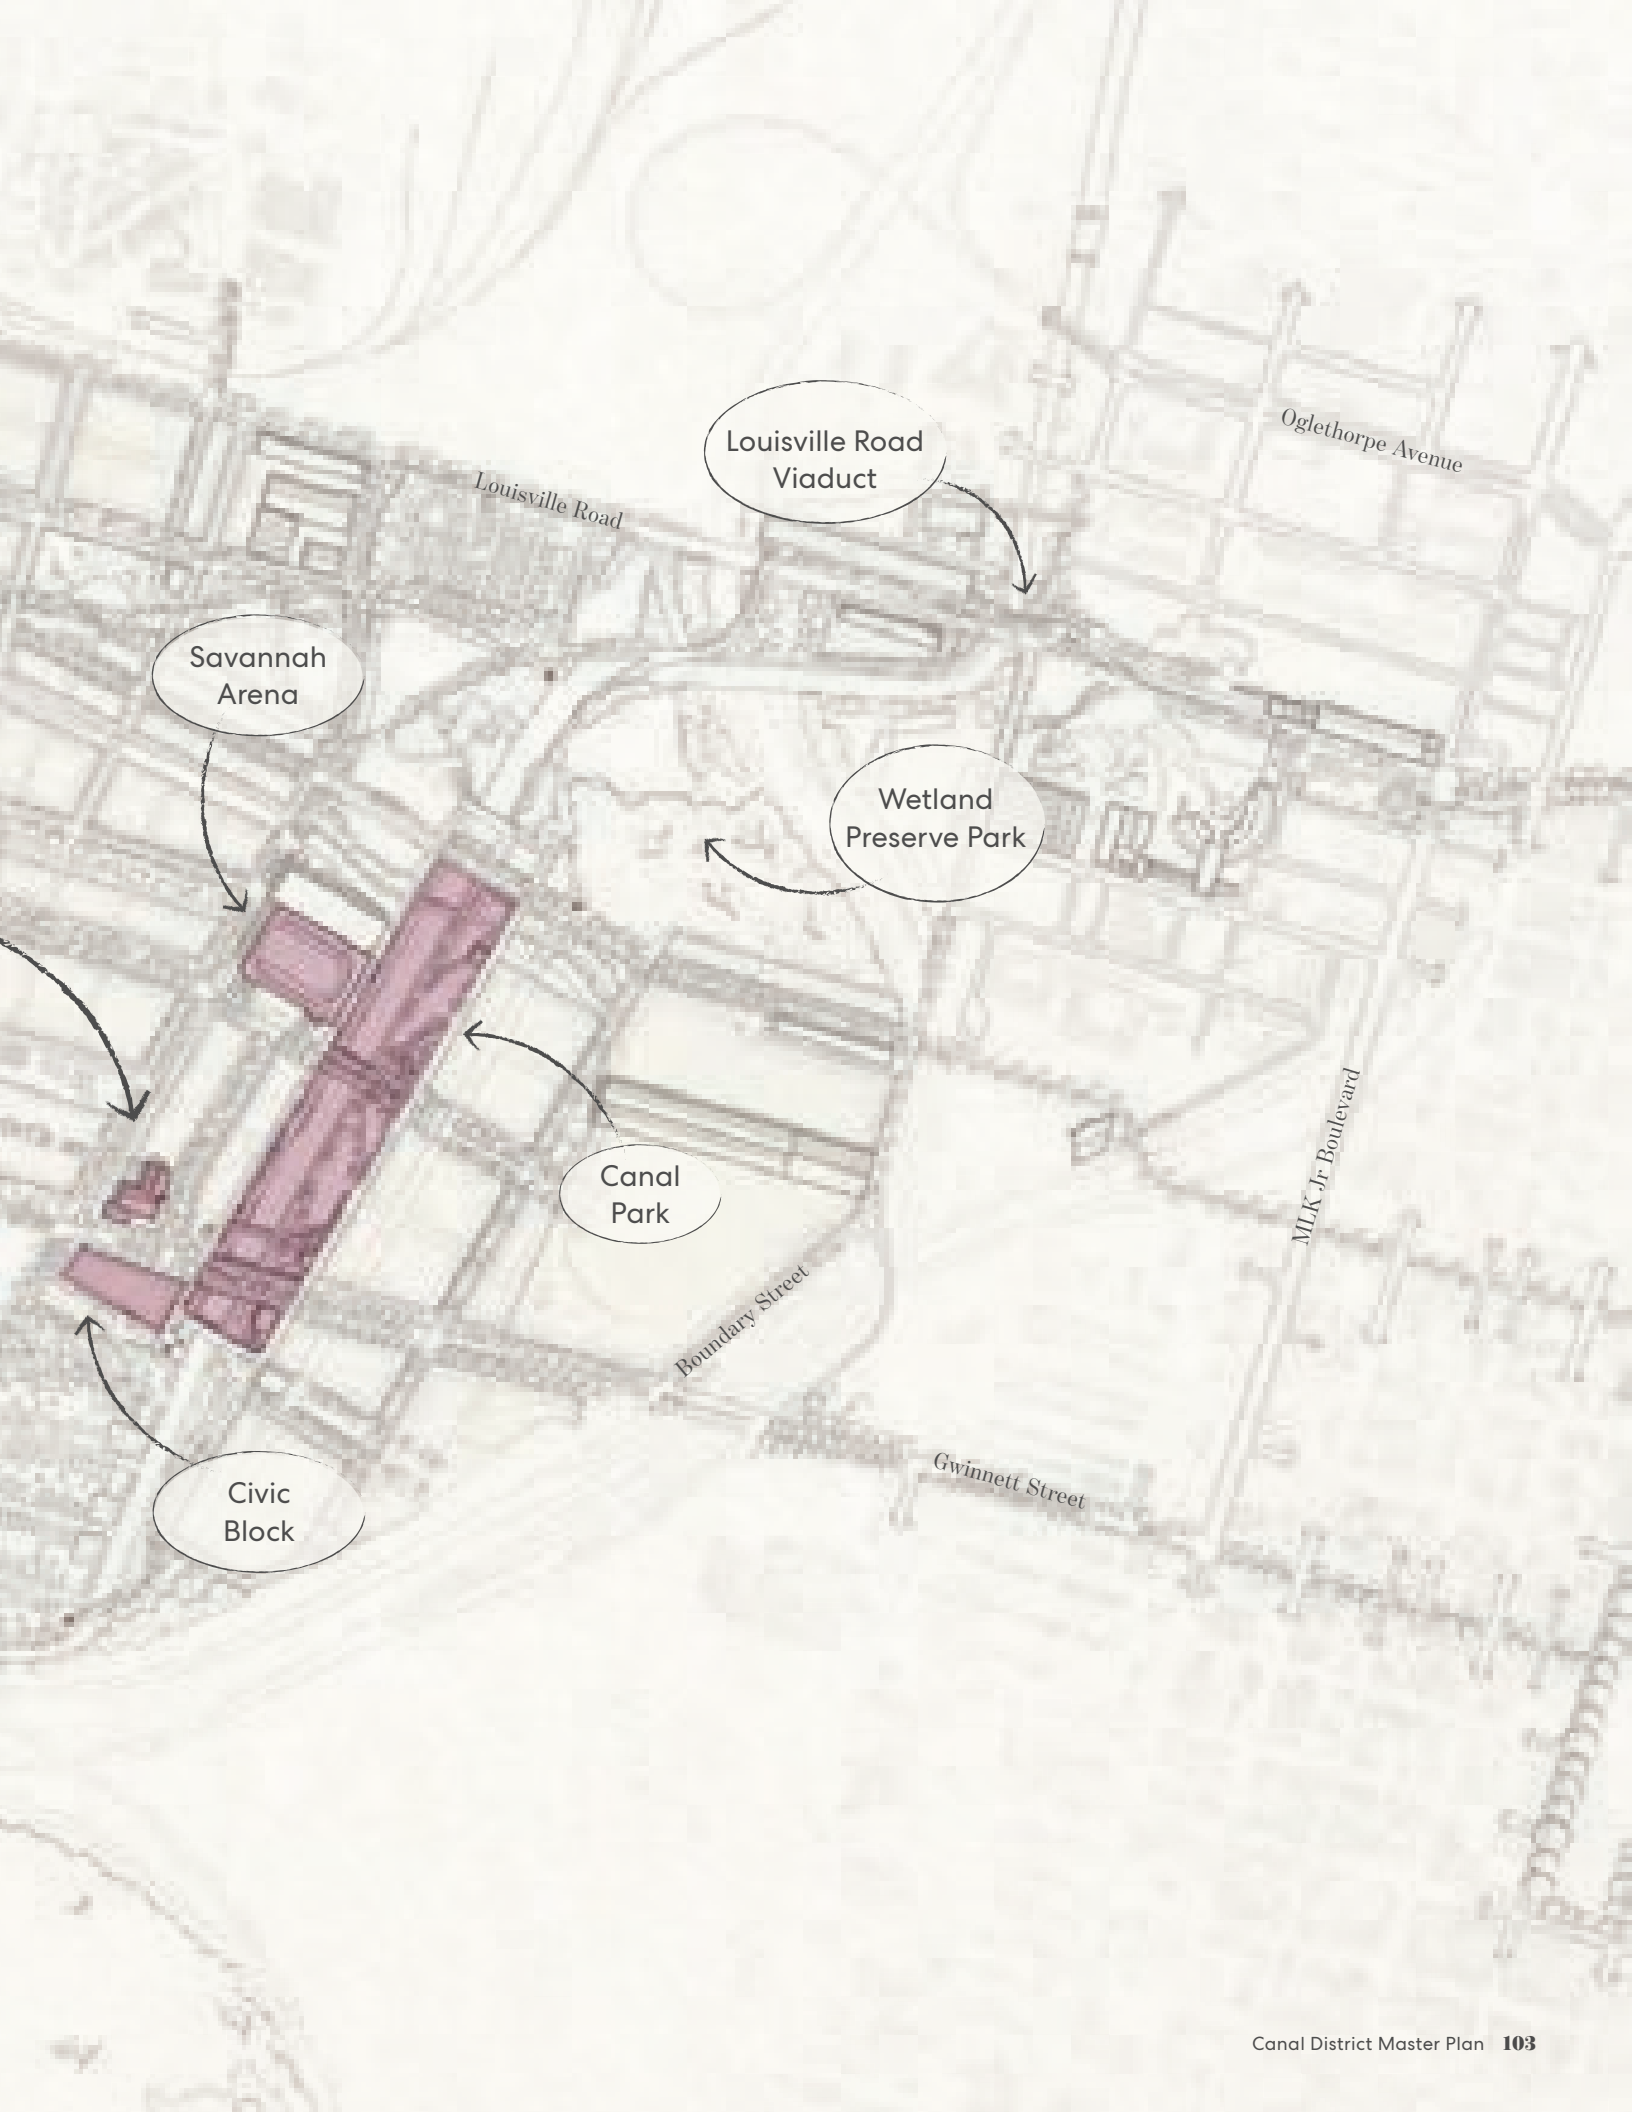 Oglethorpe Avenue
Louisville Road
Viaduct
Louisville Road
Savannah
Arena
Wetland
Preserve Park
MLK Jr Boulevard
Canal
Park
Boundary Street
Gwinnett Street
Civic
Block
Canal District Master Plan 103